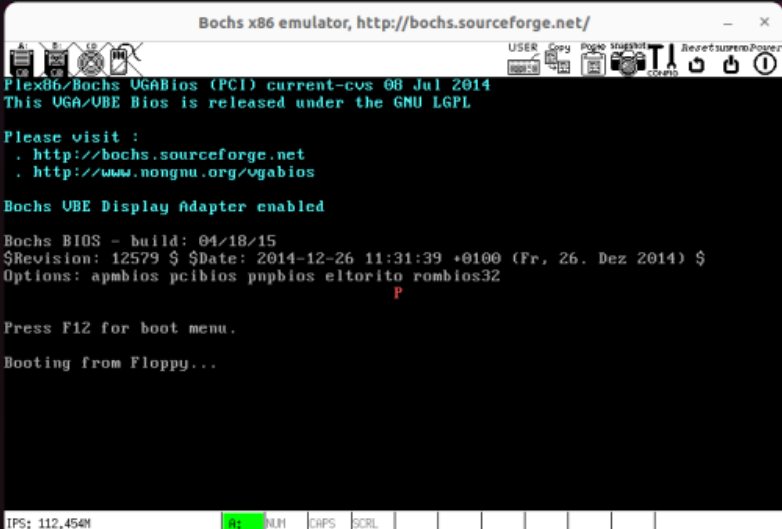 Bochs x86 emulator, http://bochs.sourceforge.net/
A: B: CD
USER Copy Paste snapshot CONFIG Reset suspend Power
Plex86/Bochs VGABios (PCI) current-cvs 08 Jul 2014
This VGA/VBE Bios is released under the GNU LGPL
Please visit :
. http://bochs.sourceforge.net
. http://www.nongnu.org/vgabios
Bochs VBE Display Adapter enabled
Bochs BIOS - build: 04/18/15
$Revision: 12579 $ $Date: 2014-12-26 11:31:39 +0100 (Fr, 26. Dez 2014) $
Options: apmbios pcibios pnpbios eltorito rombios32
P
Press F12 for boot menu.
Booting from Floppy...
IPS: 112,454M A: NUM CAPS SCRL